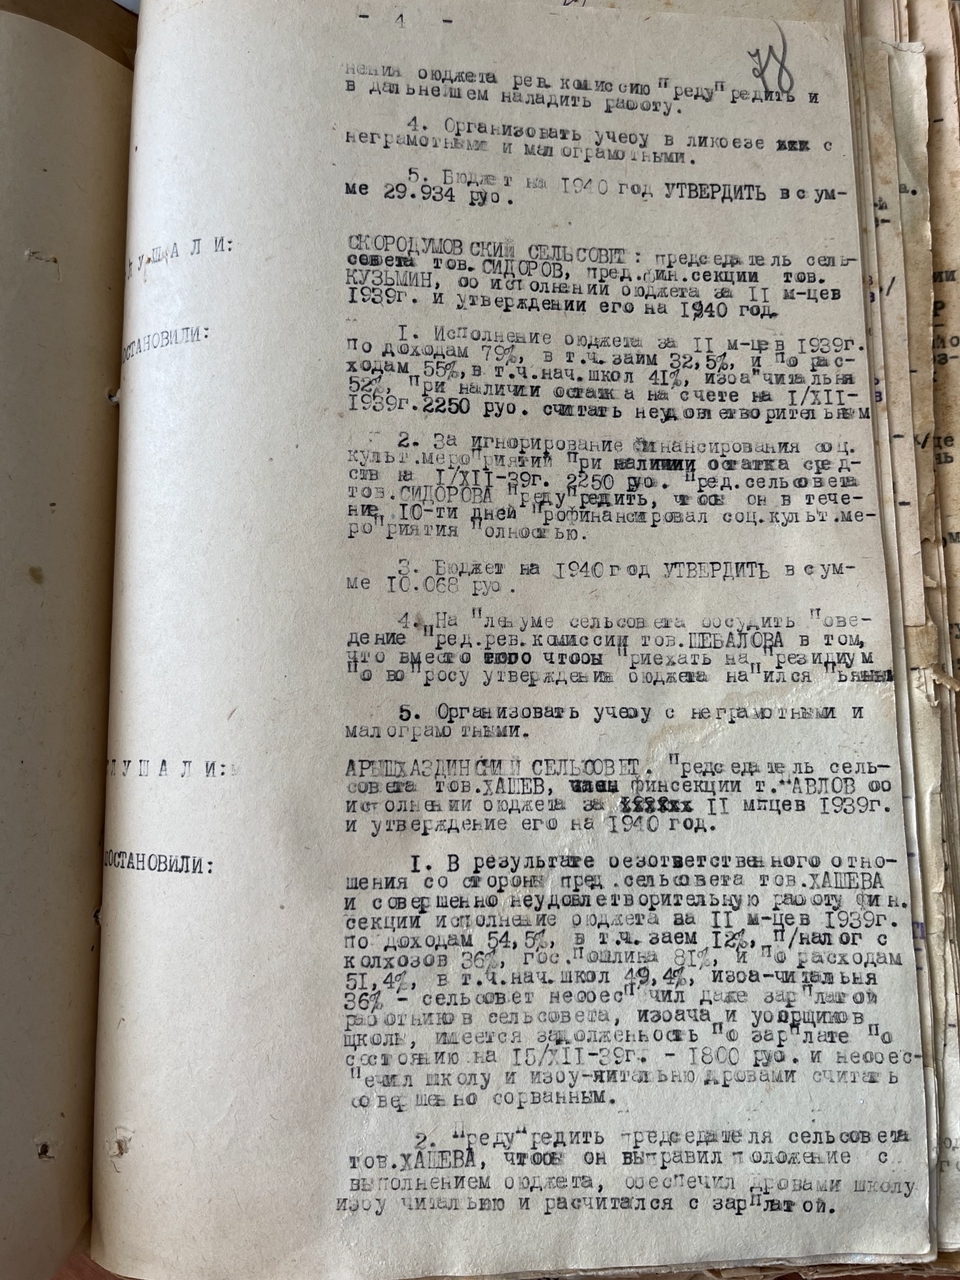 - 4 -
78
нения бюджета рев. комиссию предупредить и
в дальнейшем наладить работу.
4. Организовать учебу в ликбезе ххх с
неграмотными и малограмотными.
5. Бюджет на 1940 год УТВЕРДИТЬ в сум-
ме 29.934 руб.
С Л У Ш А Л И:
СКОРОДУМОВСКИЙ СЕЛЬСОВЕТ: председатель сель-
совета тов. СИДОРОВ, пред.фин.секции тов.
КУЗЬМИН, об исполнении бюджета за II м-цев
1939г. и утверждении его на 1940 год.
ПОСТАНОВИЛИ:
I. Исполнение бюджета за II м-цев 1939г.
по доходам 79%, в т.ч. займ 32,5%, и по рас-
ходам 55%, в т.ч.нач.школ 41%, изба"читальня
52%, При наличии остатка на счете на I/XII-
1939г.2250 руб. считать неудовлетворительным
2. За игнорирование финансирования соц.
культ.мероприятий при наличии остатка сред-
ств на I/XII-39г. 2250 руб. Пред.сельсовета
тов.СИДОРОВА предупредить, чтобы он в тече-
ние 10-ти дней профинансировал соц.культ.ме-
роприятия полностью.
3. Бюджет на 1940 год УТВЕРДИТЬ в сум-
ме 10.068 руб.
4. На пленуме сельсовета обсудить пове-
дение Пред.рев.комиссии тов.ШЕБАЛОВА в том,
что вместо того чтобы приехать на президиум
по вопросу утверждения бюджета напился пьяным
5. Организовать учебу с неграмотными и
малограмотными.
СЛУШАЛИ:
АРЫШХАЗДИНСКИЙ СЕЛЬСОВЕТ. Председатель сель-
совета тов.ХАШЕВ, член финсекции т.ПАВЛОВ об
исполнении бюджета за хххххх II м-цев 1939г.
и утверждение его на 1940 год.
ПОСТАНОВИЛИ:
I. В результате безответственного отно-
шения со стороны пред.сельсовета тов.ХАШЕВА
и совершенно неудовлетворительную работу фин.
секции исполнение бюджета за II м-цев 1939г.
по доходам 54,5%, в т.ч. заем 12%, п/налог с
колхозов 36%, гос.пошлина 81%, и по расходам
51,4%, в т.ч.нач.школ 49,4%, изба-читальня
36% - сельсовет необеспечил даже зарплатой
работников сельсовета, избача и уборщиков
школы, имеется задолженность по зарплате по
состоянию на 15/XII-39г. - 1800 руб. и необес-
печил школу и избу-читальню дровами считать
совершенно сорванным.
2. Предупредить председателя сельсовета
тов.ХАШЕВА, чтобы он выправил положение с
выполнением бюджета, обеспечил дровами школу
избу читальню и расчитался с зарплатой.